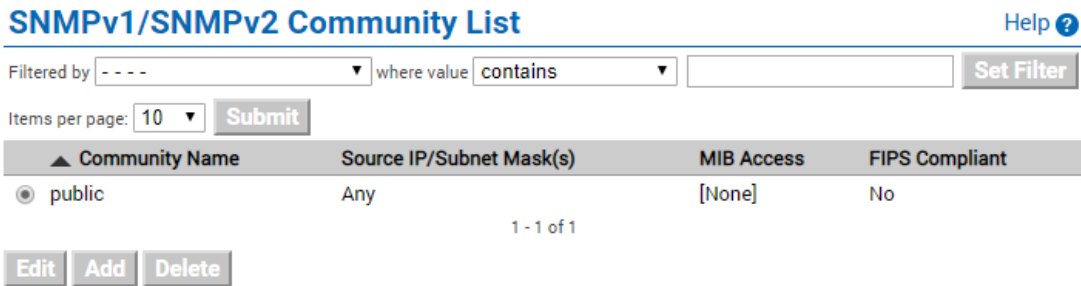 SNMPv1/SNMPv2 Community List Help ?
Filtered by - - - - where value contains Set Filter
Items per page: 10 Submit
Community Name Source IP/Subnet Mask(s) MIB Access FIPS Compliant
public Any [None] No
1 - 1 of 1
Edit Add Delete